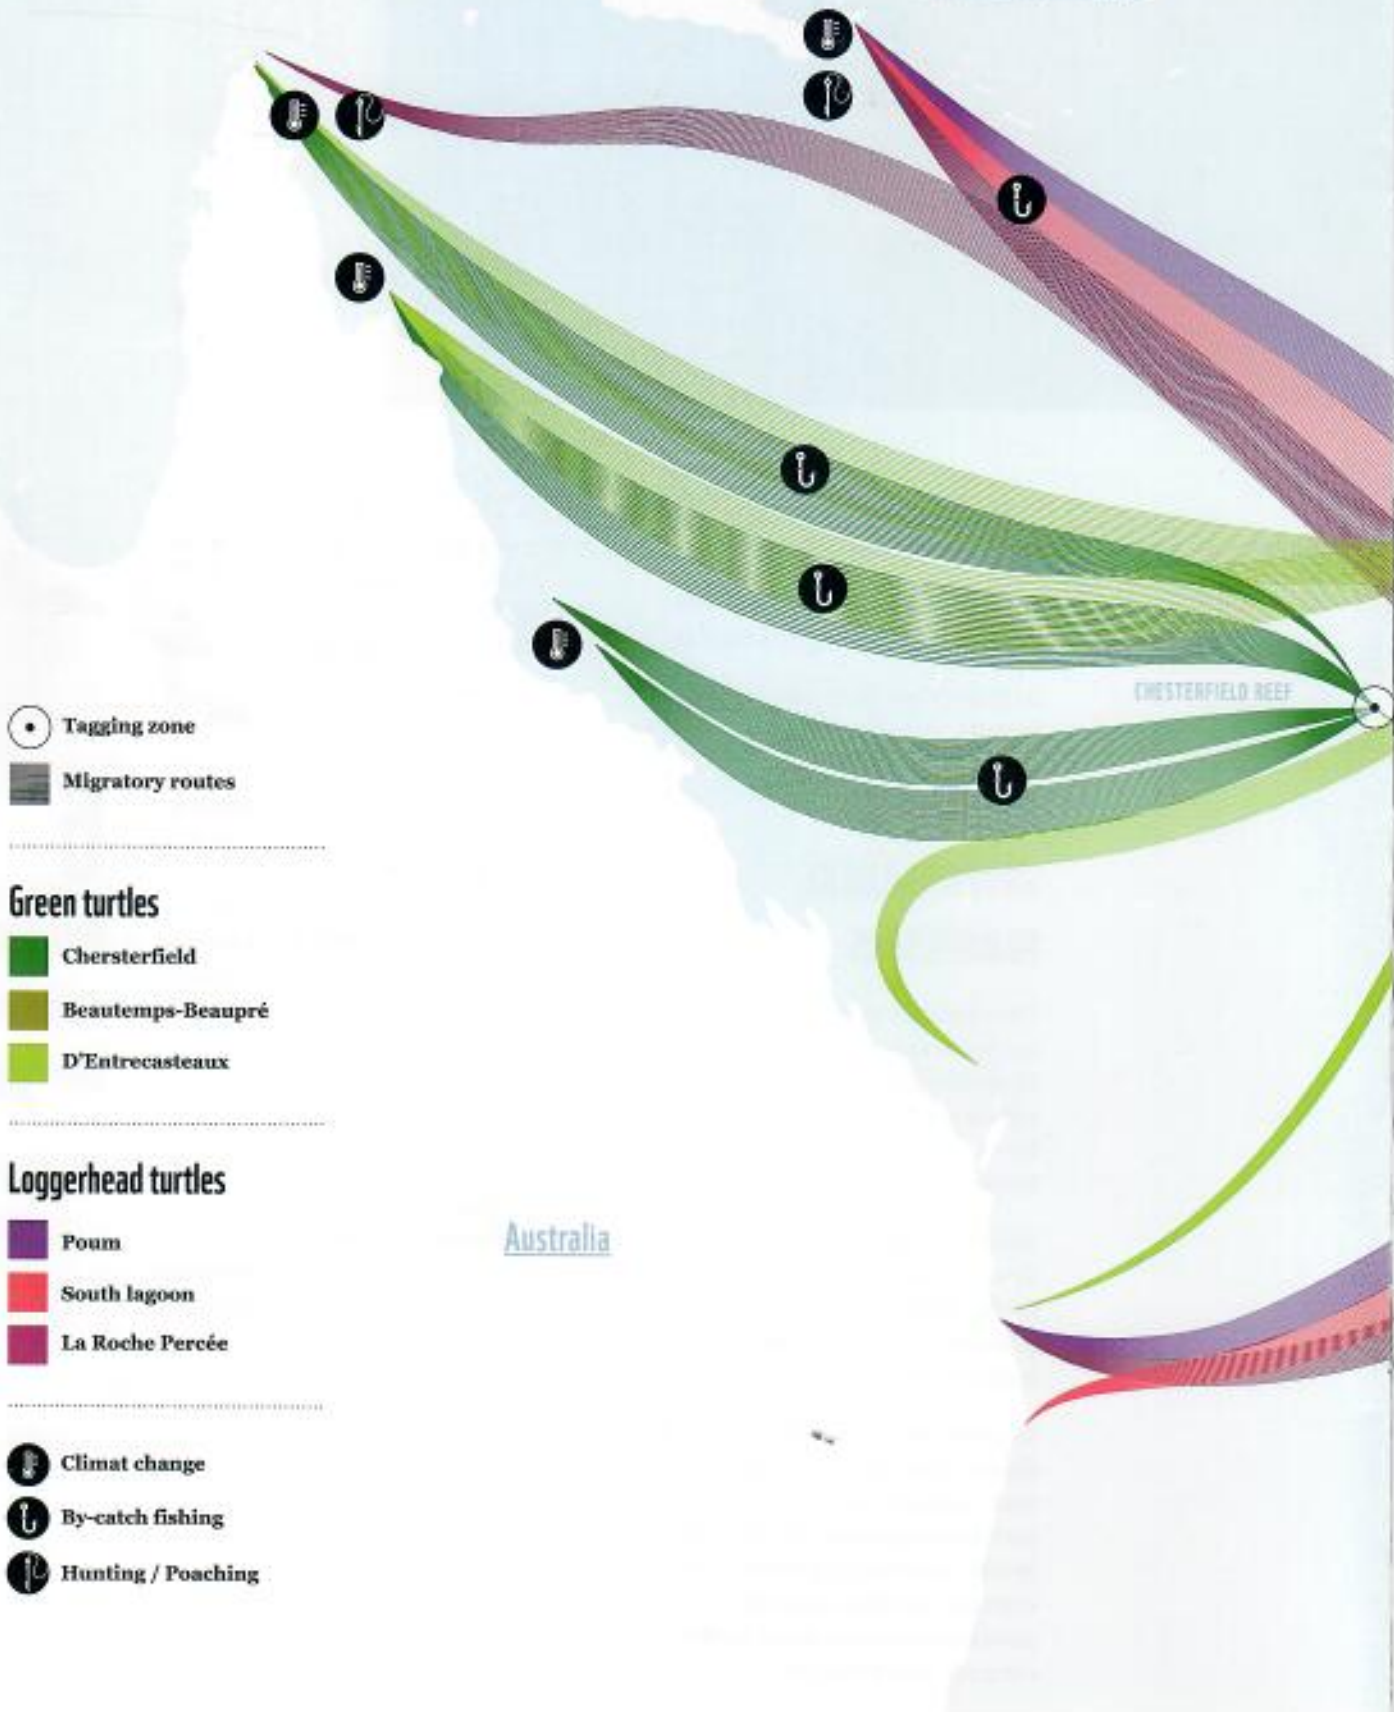 CHESTERFIELD REEF
Tagging zone
Migratory routes
Green turtles
Chersterfield
Beautemps-Beaupré
D'Entrecasteaux
Loggerhead turtles
Poum
South lagoon
La Roche Percée
Australia
Climat change
By-catch fishing
Hunting / Poaching